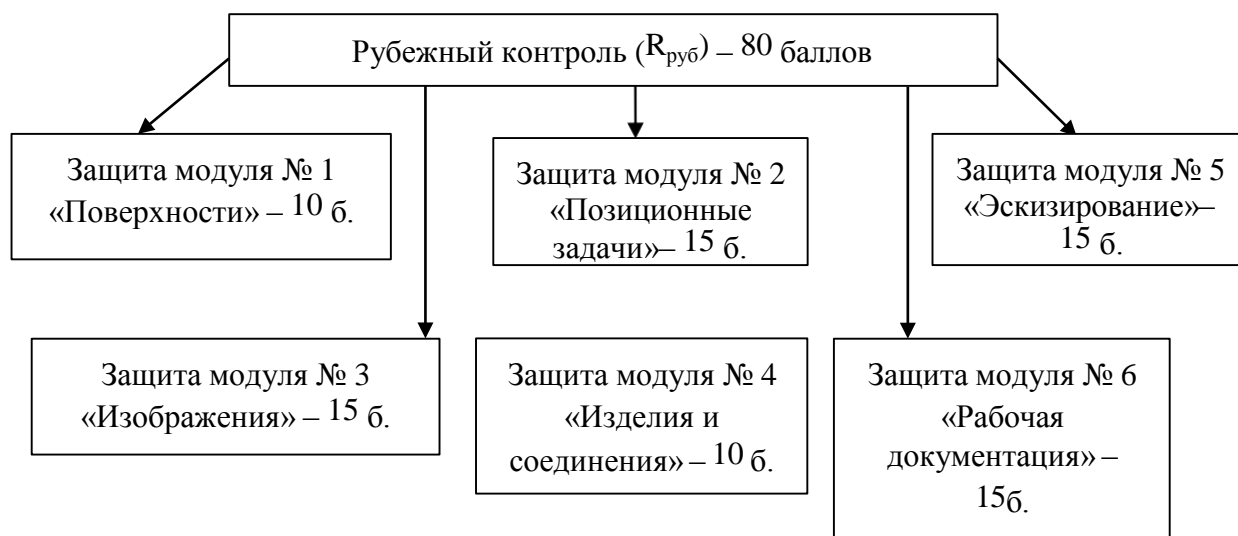 Рубежный контроль (Rруб) – 80 баллов
Защита модуля № 1
«Поверхности» – 10 б.
Защита модуля № 2
«Позиционные
задачи»– 15 б.
Защита модуля № 5
«Эскизирование»–
15 б.
Защита модуля № 3
«Изображения» – 15 б.
Защита модуля № 4
«Изделия и
соединения» – 10 б.
Защита модуля № 6
«Рабочая
документация» –
15б.